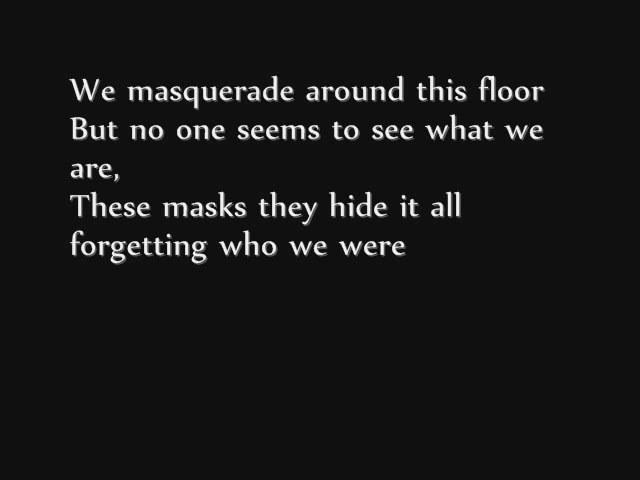 We masquerade around this floor
But no one seems to see what we
are,
These masks they hide it all
forgetting who we were